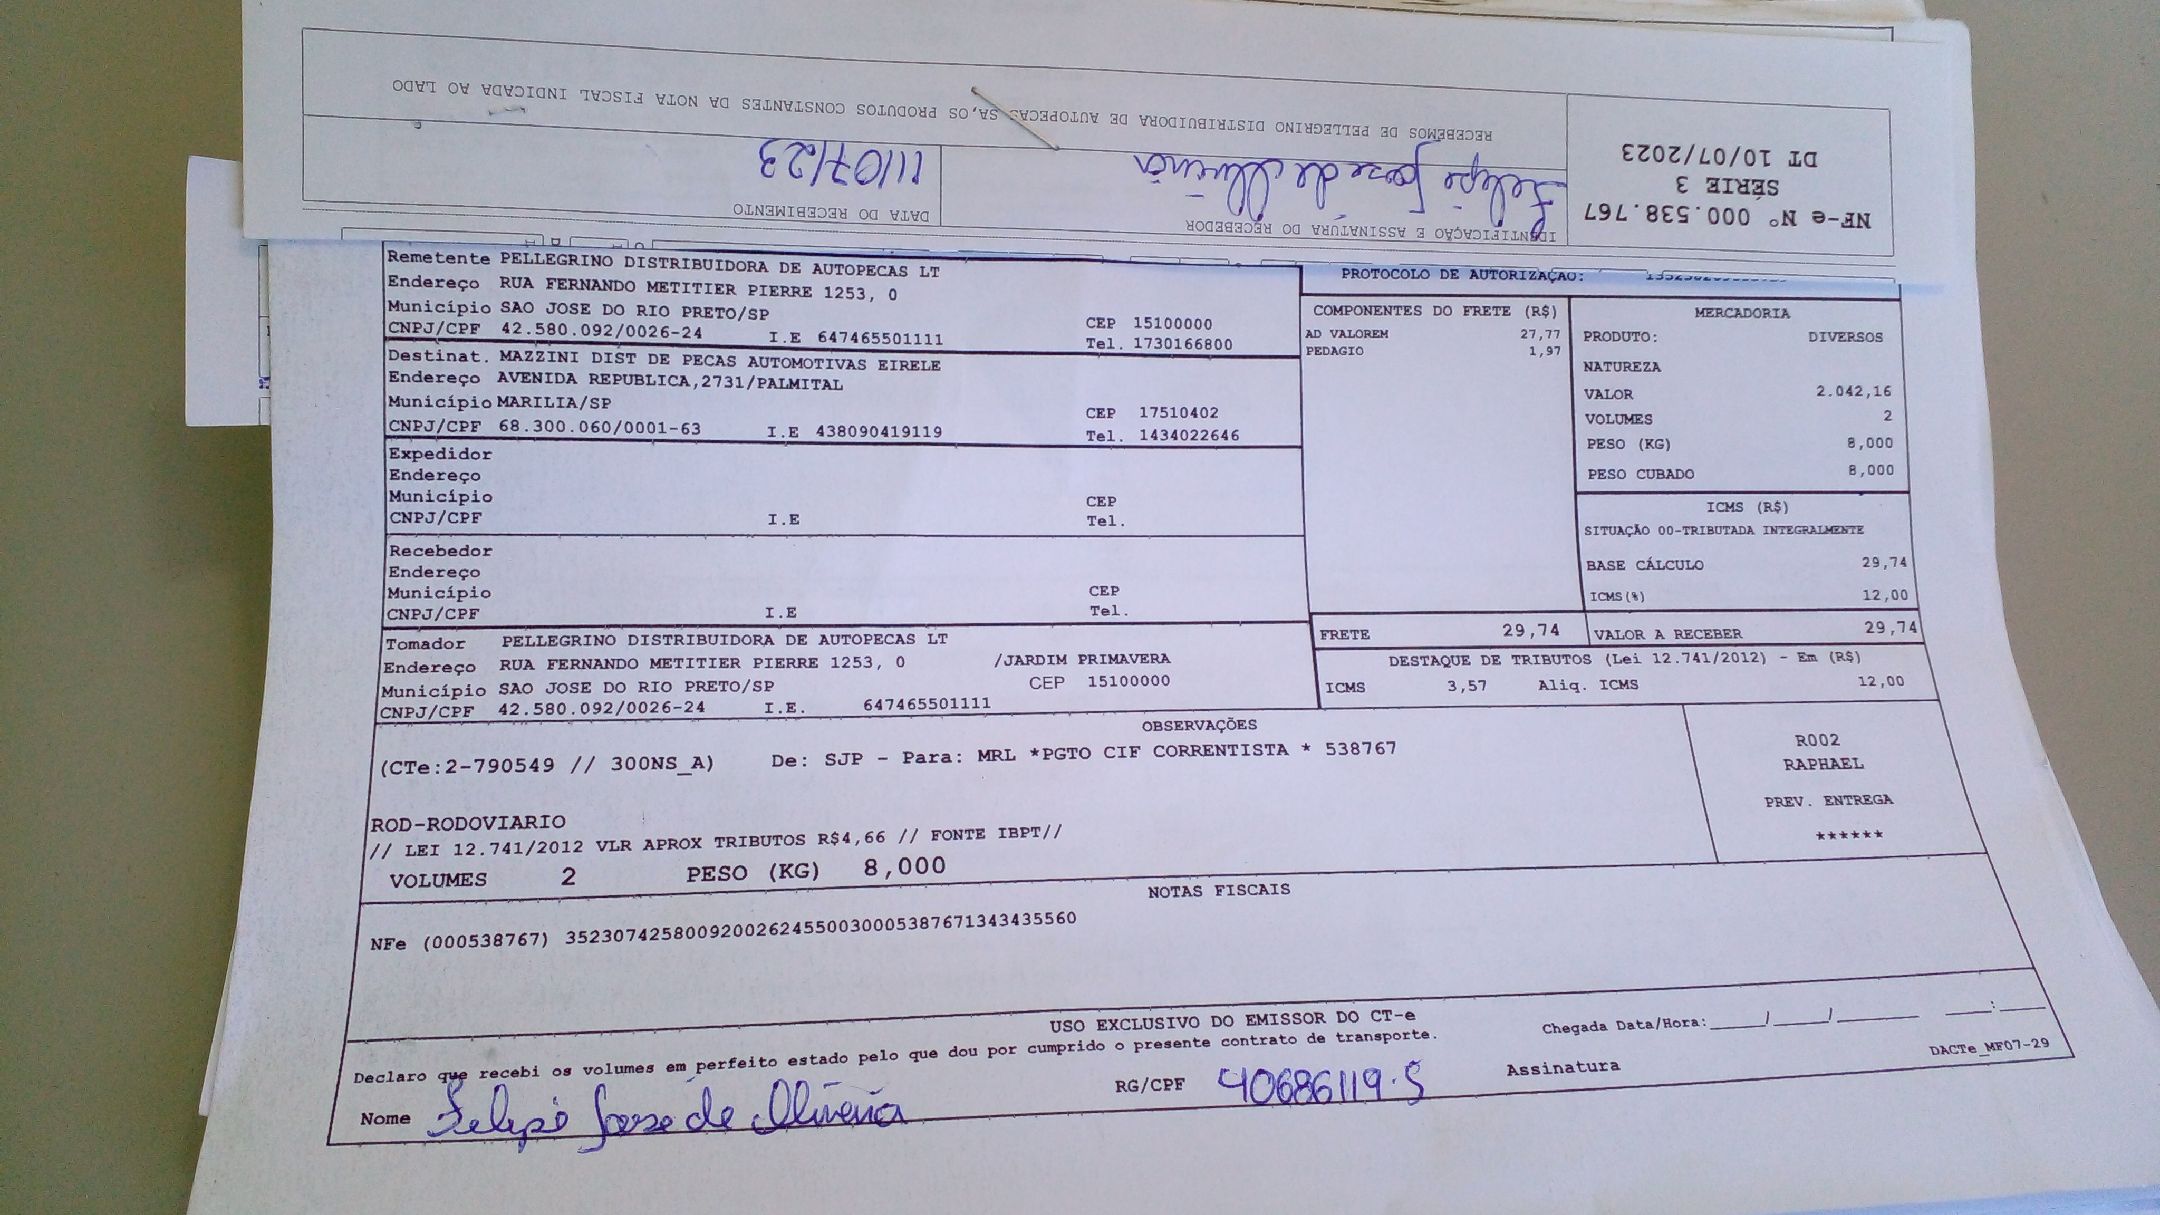 RECEBEMOS DE PELLEGRINO DISTRIBUIDORA DE AUTOPECAS SA,OS PRODUTOS CONSTANTES DA NOTA FISCAL INDICADA AO LADO
NF-e Nº 000.538.767
SÉRIE 3
DT 10/07/2023
IDENTIFICAÇÃO E ASSINATURA DO RECEBEDOR
Felipe Jose de Oliveira
DATA DO RECEBIMENTO
11/07/23
Remetente PELLEGRINO DISTRIBUIDORA DE AUTOPECAS LT
Endereço RUA FERNANDO METITIER PIERRE 1253, 0
Município SAO JOSE DO RIO PRETO/SP CEP 15100000
CNPJ/CPF 42.580.092/0026-24 I.E 647465501111 Tel. 1730166800
Destinat. MAZZINI DIST DE PECAS AUTOMOTIVAS EIRELE
Endereço AVENIDA REPUBLICA,2731/PALMITAL
Município MARILIA/SP CEP 17510402
CNPJ/CPF 68.300.060/0001-63 I.E 438090419119 Tel. 1434022646
Expedidor
Endereço
Município CEP
CNPJ/CPF I.E Tel.
Recebedor
Endereço
Município CEP
CNPJ/CPF I.E Tel.
Tomador PELLEGRINO DISTRIBUIDORA DE AUTOPECAS LT
Endereço RUA FERNANDO METITIER PIERRE 1253, 0 /JARDIM PRIMAVERA
Município SAO JOSE DO RIO PRETO/SP CEP 15100000
CNPJ/CPF 42.580.092/0026-24 I.E. 647465501111
PROTOCOLO DE AUTORIZAÇÃO:
COMPONENTES DO FRETE (R$)
AD VALOREM 27,77
PEDAGIO 1,97
MERCADORIA
PRODUTO: DIVERSOS
NATUREZA
VALOR 2.042,16
VOLUMES 2
PESO (KG) 8,000
PESO CUBADO 8,000
ICMS (R$)
SITUAÇÃO 00-TRIBUTADA INTEGRALMENTE
BASE CÁLCULO 29,74
ICMS(%) 12,00
FRETE 29,74 VALOR A RECEBER 29,74
DESTAQUE DE TRIBUTOS (Lei 12.741/2012) - Em (R$)
ICMS 3,57 Aliq. ICMS 12,00
OBSERVAÇÕES
(CTe:2-790549 // 300NS_A) De: SJP - Para: MRL *PGTO CIF CORRENTISTA * 538767
ROD-RODOVIARIO
// LEI 12.741/2012 VLR APROX TRIBUTOS R$4,66 // FONTE IBPT//
VOLUMES 2 PESO (KG) 8,000
R002
RAPHAEL
PREV. ENTREGA
******
NOTAS FISCAIS
NFe (000538767) 35230742580092002624550030005387671343435560
USO EXCLUSIVO DO EMISSOR DO CT-e
Declaro que recebi os volumes em perfeito estado pelo que dou por cumprido o presente contrato de transporte.
Chegada Data/Hora:_____/_____/_______ ____:____
Nome Felipe Jose de Oliveira RG/CPF 40686119-5 Assinatura
DACTe_MF07-29